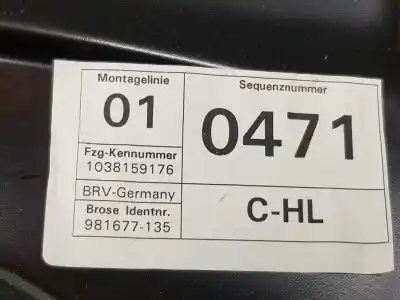 Montagelinie
01
Fzg-Kennummer
1038159176
BRV-Germany
Brose Identnr.
981677-135
Sequenznummer
0471
C-HL